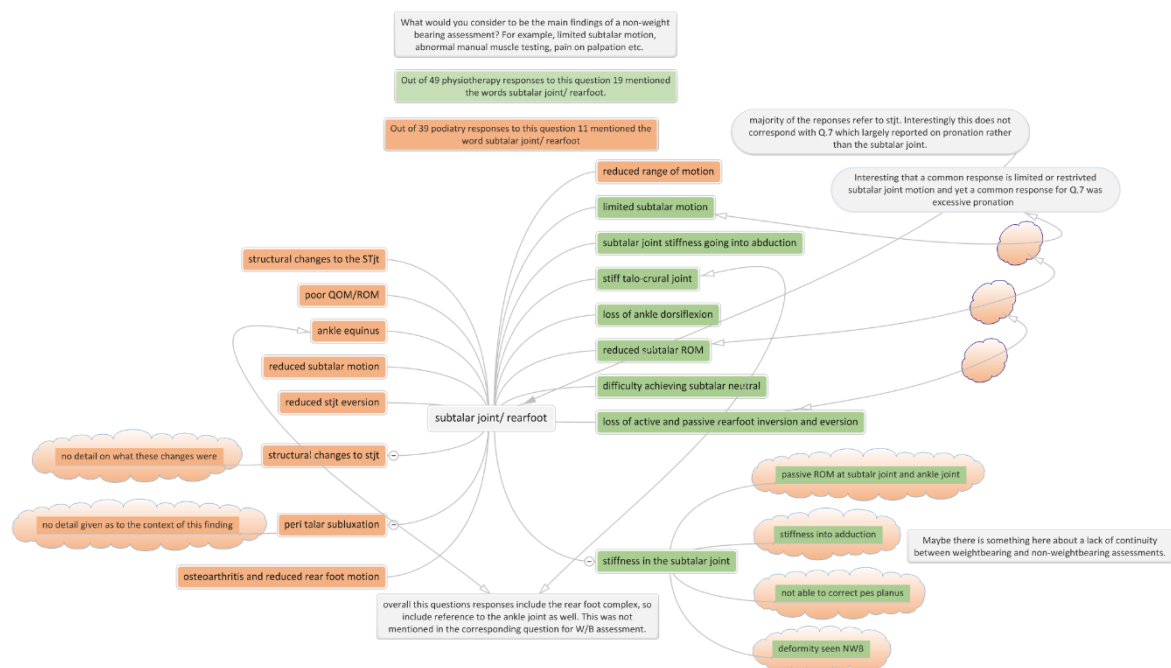 What would you consider to be the main findings of a non-weight
bearing assessment? For example, limited subtalar motion,
abnormal manual muscle testing, pain on palpation etc.
Out of 49 physiotherapy responses to this question 19 mentioned
the words subtalar joint/ rearfoot.
Out of 39 podiatry responses to this question 11 mentioned the
word subtalar joint/ rearfoot
majority of the reponses refer to stjt. Interestingly this does not
correspond with Q.7 which largely reported on pronation rather
than the subtalar joint.
Interesting that a common response is limited or restrivted
subtalar joint motion and yet a common response for Q.7 was
excessive pronation
reduced range of motion
limited subtalar motion
subtalar joint stiffness going into abduction
stiff talo-crural joint
loss of ankle dorsiflexion
reduced subtalar ROM
difficulty achieving subtalar neutral
loss of active and passive rearfoot inversion and eversion
structural changes to the STjt
poor QOM/ROM
ankle equinus
reduced subtalar motion
reduced stjt eversion
subtalar joint/ rearfoot
structural changes to stjt
no detail on what these changes were
peri talar subluxation
no detail given as to the context of this finding
osteoarthritis and reduced rear foot motion
stiffness in the subtalar joint
passive ROM at subtalr joint and ankle joint
stiffness into adduction
not able to correct pes planus
deformity seen NWB
Maybe there is something here about a lack of continuity
between weightbearing and non-weightbearing assessments.
overall this questions responses include the rear foot complex, so
include reference to the ankle joint as well. This was not
mentioned in the corresponding question for W/B assessment.